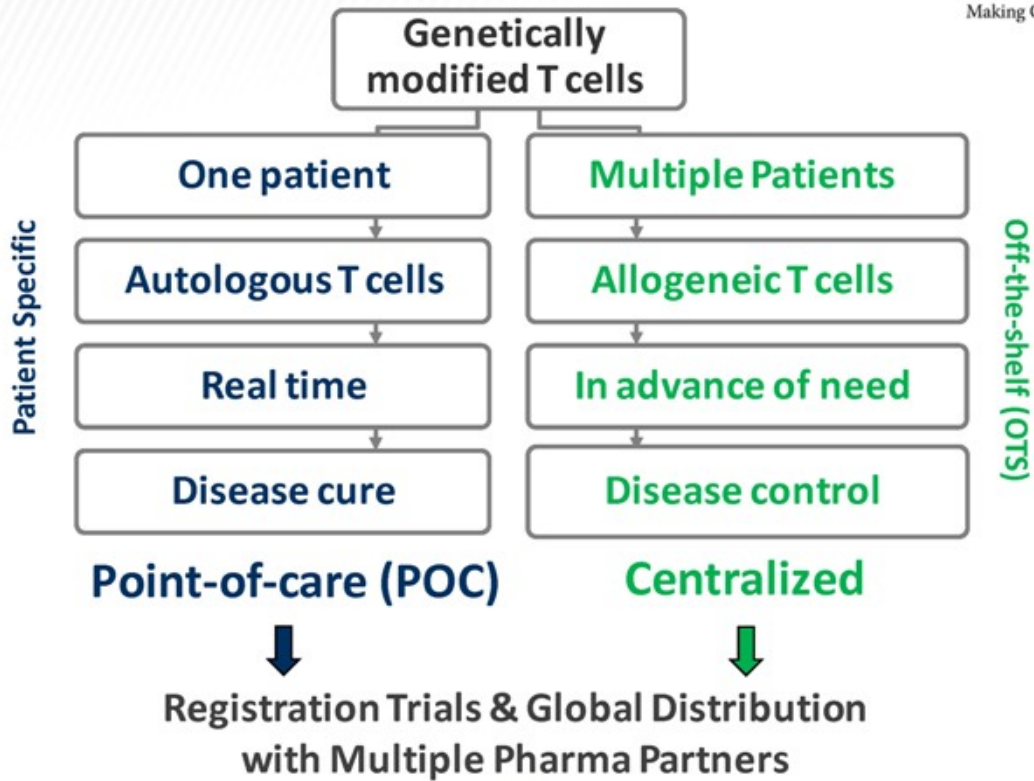 Making
Genetically
modified T cells
One patient
Multiple Patients
Autologous T cells
Allogeneic T cells
Real time
In advance of need
Disease cure
Disease control
Patient Specific
Off-the-shelf (OTS)
Point-of-care (POC)
Centralized
Registration Trials & Global Distribution
with Multiple Pharma Partners